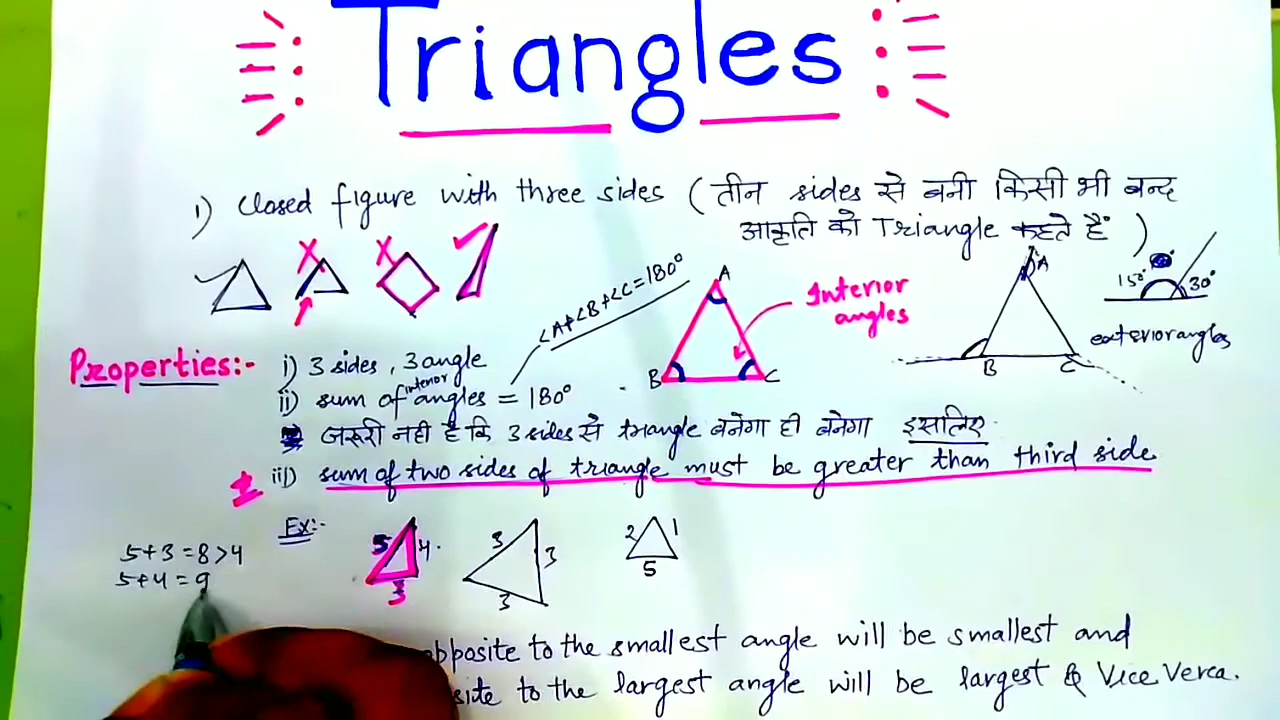 Triangles
i) Closed figure with three sides (तीन sides से बनी किसी भी बन्द
आकृति को Triangle कहते हैं )
∠A+∠B+∠C=180°
A
B
C
Interior
angles
A
B
C
150°
30°
exterior angles
Properties:-
i) 3 sides, 3 angle
ii) sum of interior angles = 180°
जरूरी नही है कि 3 sides से triangle बनेगा ही बनेगा इसलिए
iii) sum of two sides of triangle must be greater than third side
Ex:-
5 4 3
3 3 3
2 1 5
5+3=8>4
5+4=9
opposite to the smallest angle will be smallest and
site to the largest angle will be largest & Vice Verca.